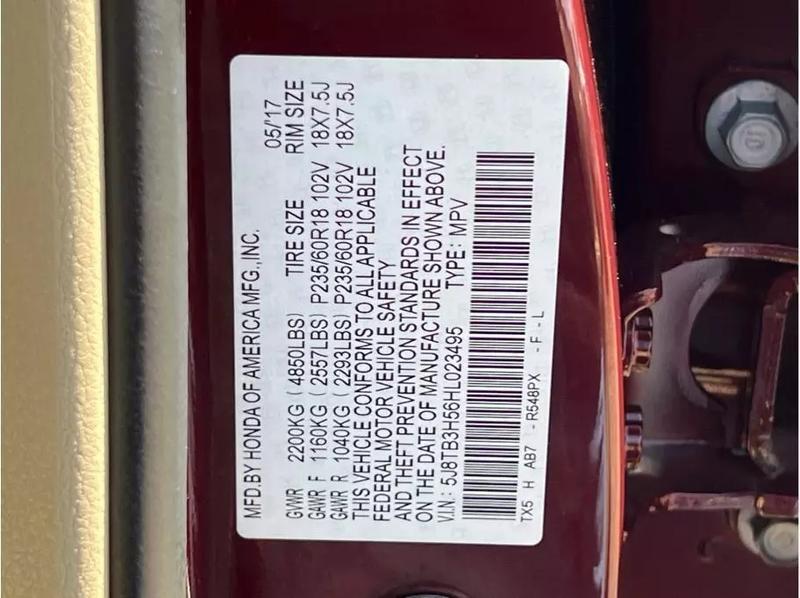 MFD.BY HONDA OF AMERICA MFG.,INC. 05/'17
GVWR 2200KG ( 4850LBS) TIRE SIZE RIM SIZE
GAWR F 1160KG ( 2557LBS) P235/60R18 102V 18X7.5J
GAWR R 1040KG ( 2293LBS) P235/60R18 102V 18X7.5J
THIS VEHICLE CONFORMS TO ALL APPLICABLE
FEDERAL MOTOR VEHICLE SAFETY
AND THEFT PREVENTION STANDARDS IN EFFECT
ON THE DATE OF MANUFACTURE SHOWN ABOVE.
V.I.N.: 5J8TB3H56HL023495 TYPE: MPV
TX5 H AB7 - R548PX - F - L